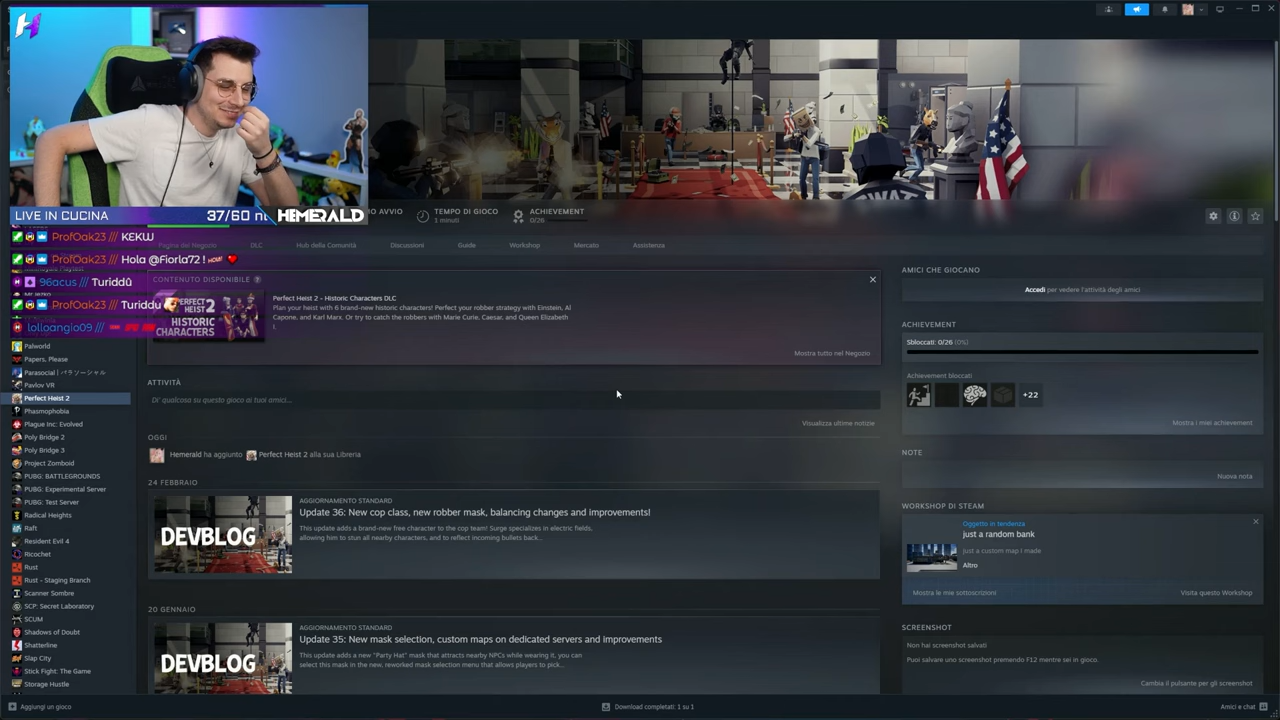 LIVE IN CUCINA
37/60
HEMERALD
ProfOak23 /// KEKW
ProfOak23 /// Hola @Fiorla72 !
96acus /// Turiddû
ProfOak23 /// Turiddu
lolloangio09 ///
MO AVVIO
TEMPO DI GIOCO
1 minuti
ACHIEVEMENT
0/26
Pagina del Negozio
DLC
Hub della Comunità
Discussioni
Guide
Workshop
Mercato
Assistenza
CONTENUTO DISPONIBILE
PERFECT HEIST 2
HISTORIC
CHARACTERS
Perfect Heist 2 - Historic Characters DLC
Plan your heist with 6 brand-new historic characters! Perfect your robber strategy with Einstein, Al
Capone, and Karl Marx. Or try to catch the robbers with Marie Curie, Caesar, and Queen Elizabeth
I.
Mostra tutto nel Negozio
ATTIVITÀ
Di' qualcosa su questo gioco ai tuoi amici...
Visualizza ultime notizie
OGGI
Hemerald ha aggiunto Perfect Heist 2 alla sua Libreria
24 FEBBRAIO
DEVBLOG
AGGIORNAMENTO STANDARD
Update 36: New cop class, new robber mask, balancing changes and improvements!
This update adds a brand-new free character to the cop team! Surge specializes in electric fields,
allowing him to stun all nearby characters, and to reflect incoming bullets back...
20 GENNAIO
DEVBLOG
AGGIORNAMENTO STANDARD
Update 35: New mask selection, custom maps on dedicated servers and improvements
This update adds a new "Party Hat" mask that attracts nearby NPCs while wearing it, you can
select this mask in the new, reworked mask selection menu that allows players to pick...
Palworld
Papers, Please
Parasocial | パラソーシャル
Pavlov VR
Perfect Heist 2
Phasmophobia
Plague Inc: Evolved
Poly Bridge 2
Poly Bridge 3
Project Zomboid
PUBG: BATTLEGROUNDS
PUBG: Experimental Server
PUBG: Test Server
Radical Heights
Raft
Resident Evil 4
Ricochet
Rust
Rust - Staging Branch
Scanner Sombre
SCP: Secret Laboratory
SCUM
Shadows of Doubt
Shatterline
Slap City
Stick Fight: The Game
Storage Hustle
AMICI CHE GIOCANO
Accedi per vedere l'attività degli amici
ACHIEVEMENT
Sbloccati: 0/26 (0%)
Achievement bloccati
+22
Mostra i miei achievement
NOTE
Nuova nota
WORKSHOP DI STEAM
Oggetto in tendenza
just a random bank
just a custom map i made
Altro
Mostra le mie sottoscrizioni
Visita questo Workshop
SCREENSHOT
Non hai screenshot salvati
Puoi salvare uno screenshot premendo F12 mentre sei in gioco
Cambia il pulsante per gli screenshot
Aggiungi un gioco
Download completati: 1 su 1
Amici e chat